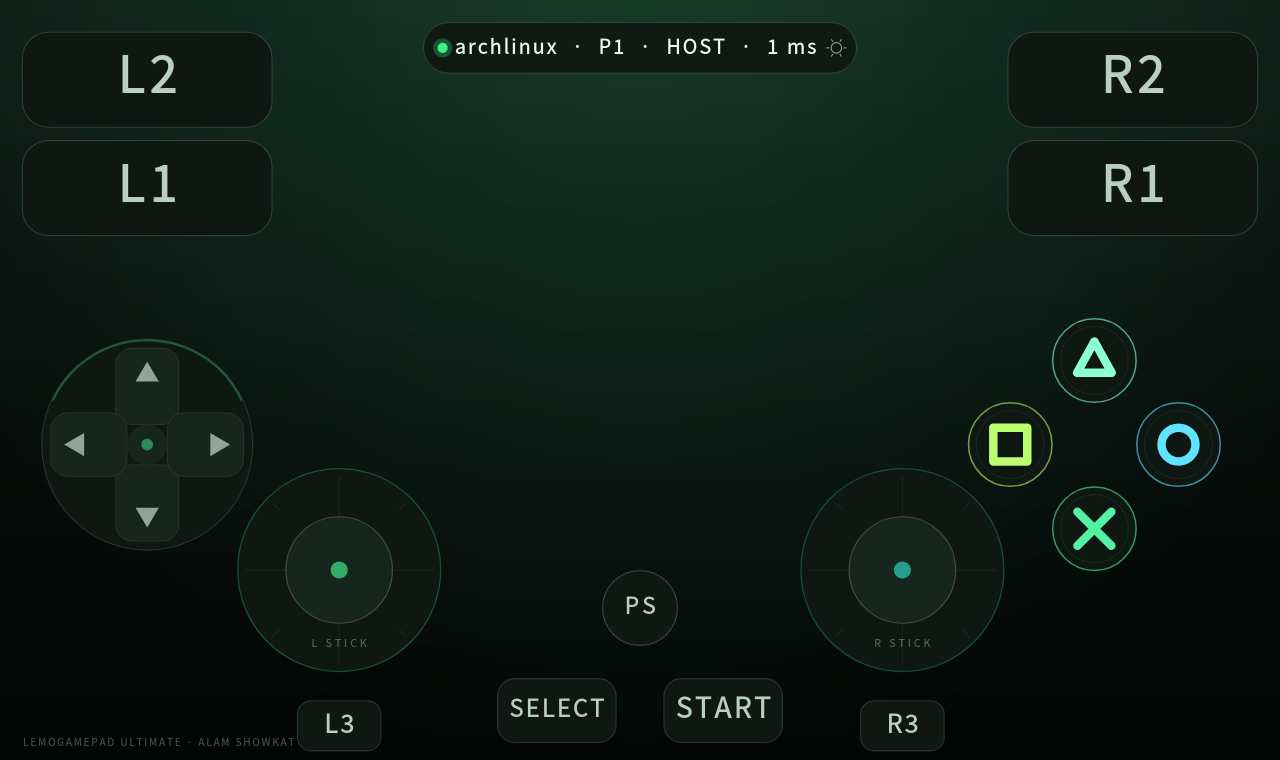 L2
archlinux · P1 · HOST · 1 ms
R2
L1
R1
L STICK
R STICK
PS
SELECT
START
L3
R3
LEMOGAMEPAD ULTIMATE · ALAM SHOWKAT